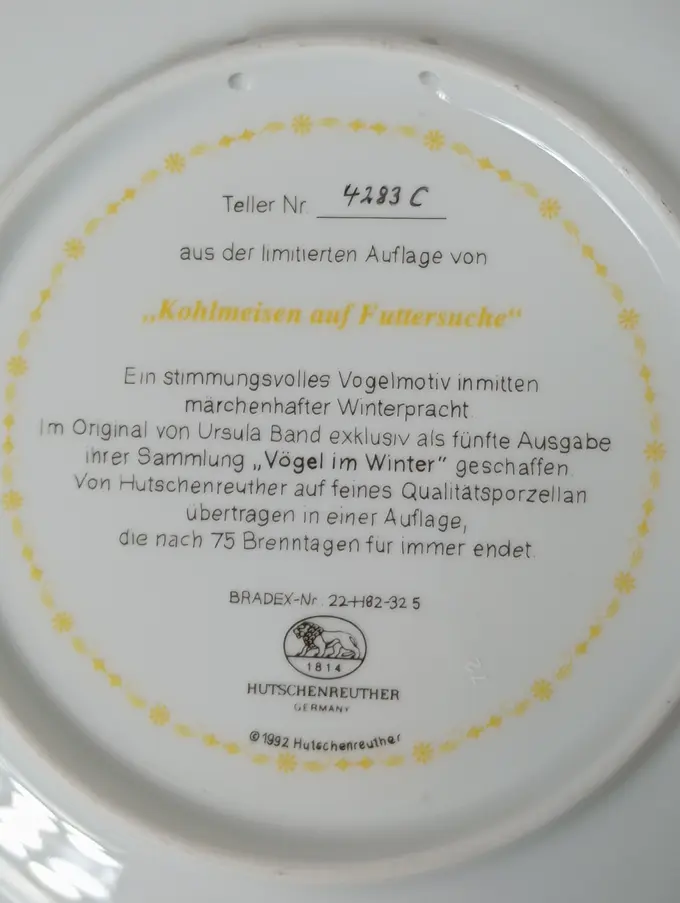 Teller Nr. 4283 C
aus der limitierten Auflage von
„Kohlmeisen auf Futtersuche"
Ein stimmungsvolles Vogelmotiv inmitten
märchenhafter Winterpracht.
Im Original von Ursula Band exklusiv als fünfte Ausgabe
ihrer Sammlung „Vögel im Winter" geschaffen.
Von Hutschenreuther auf feines Qualitätsporzellan
übertragen in einer Auflage,
die nach 75 Brenntagen für immer endet.
BRADEX-Nr. 22-H62-32.5
1814
HUTSCHENREUTHER
GERMANY
©1992 Hutschenreuther